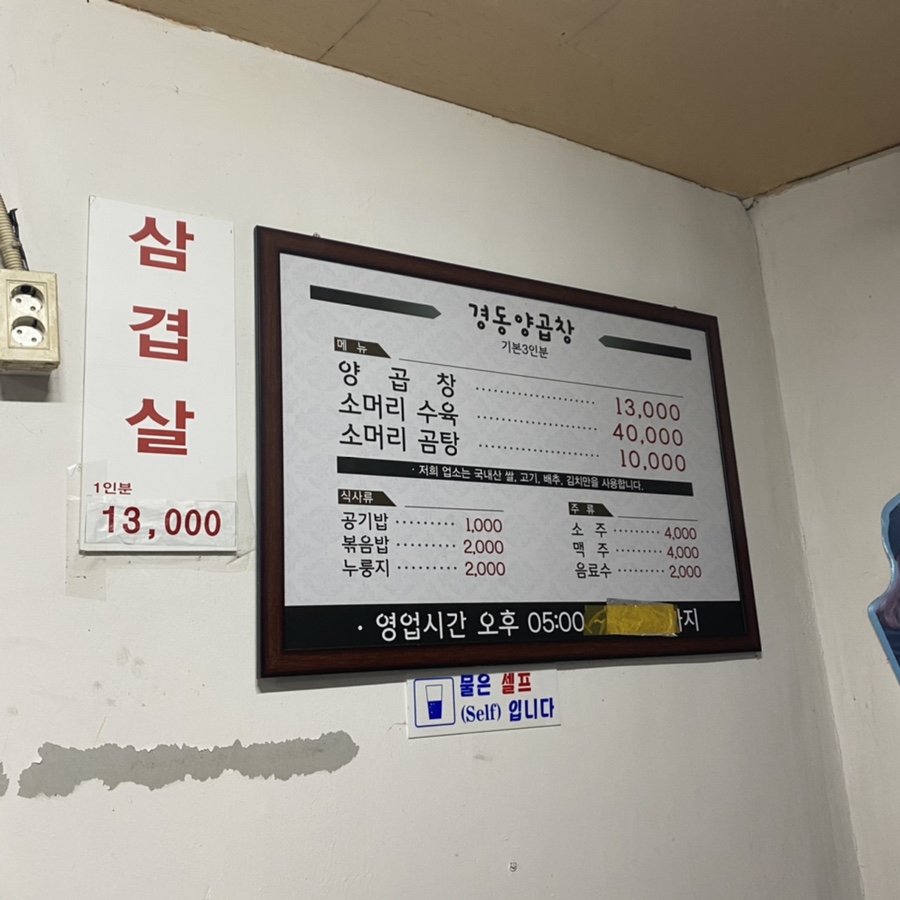 삼
겹
살
1인분
13,000
경동양곱창
기본3인분
메 뉴
양 곱 창 ⋯⋯⋯⋯ 13,000
소머리 수육 ⋯⋯⋯⋯ 40,000
소머리 곰탕 ⋯⋯⋯⋯ 10,000
· 저희 업소는 국내산 쌀, 고기, 배추, 김치만을 사용합니다.
식사류
공기밥 ⋯⋯⋯ 1,000
볶음밥 ⋯⋯⋯ 2,000
누룽지 ⋯⋯⋯ 2,000
주 류
소 주 ⋯⋯⋯ 4,000
맥 주 ⋯⋯⋯ 4,000
음료수 ⋯⋯⋯ 2,000
· 영업시간 오후 05:00 ~
물은 셀프
(Self) 입니다